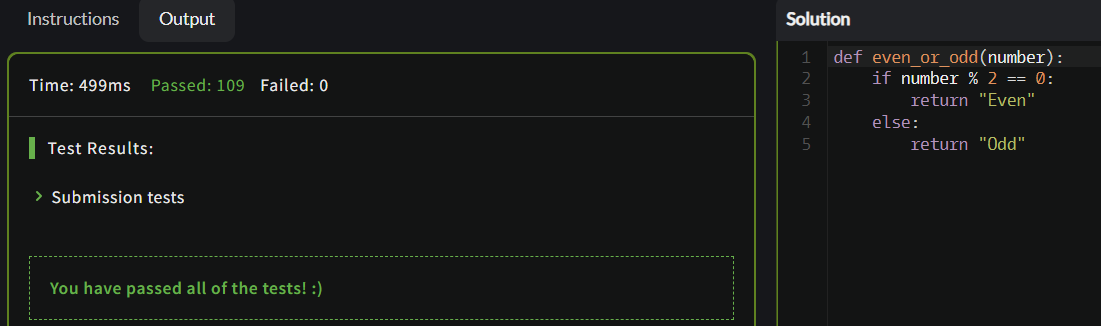 Instructions Output
Time: 499ms Passed: 109 Failed: 0
Test Results:
Submission tests
You have passed all of the tests! :)
Solution
1 def even_or_odd(number):
2     if number % 2 == 0:
3         return "Even"
4     else:
5         return "Odd"